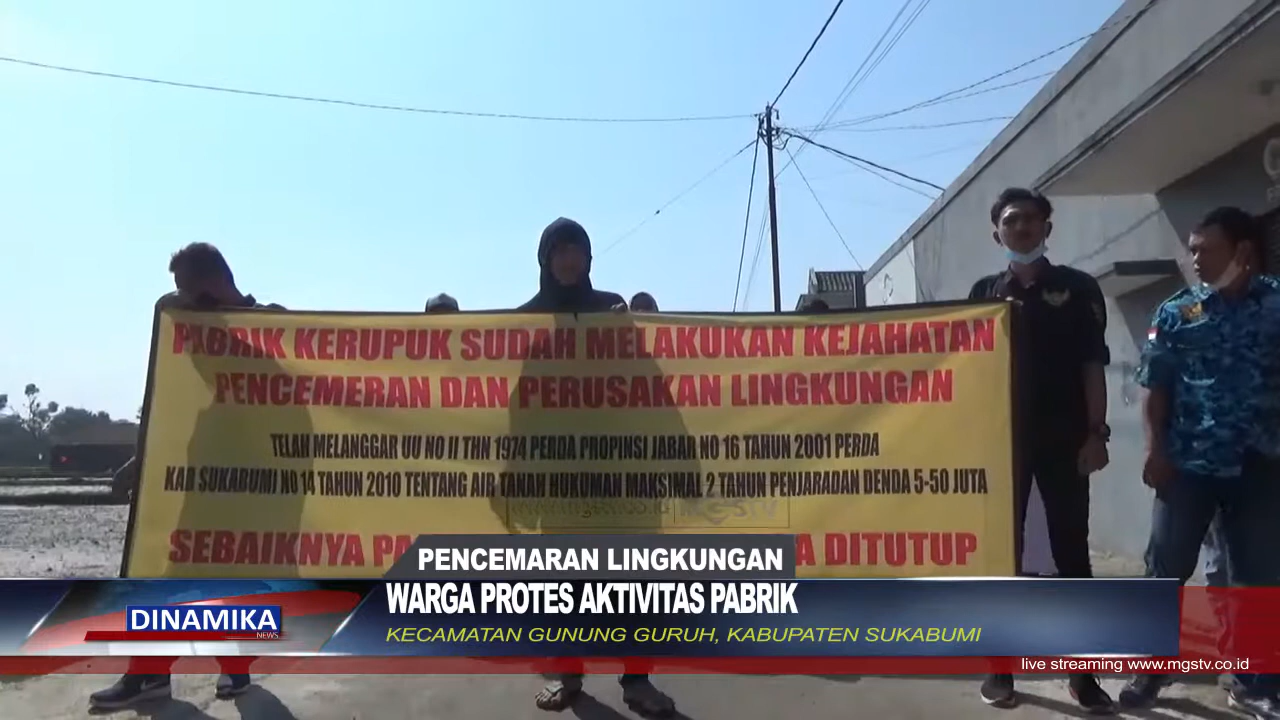 PABRIK KERUPUK SUDAH MELAKUKAN KEJAHATAN
PENCEMERAN DAN PERUSAKAN LINGKUNGAN
TELAH MELANGGAR UU NO II THN 1974 PERDA PROPINSI JABAR NO 16 TAHUN 2001 PERDA
KAB SUKABUMI NO 14 TAHUN 2010 TENTANG AIR TANAH HUKUMAN MAKSIMAL 2 TAHUN PENJARADAN DENDA 5-50 JUTA
MGSTV
SEBAIKNYA DITUTUP
PENCEMARAN LINGKUNGAN
WARGA PROTES AKTIVITAS PABRIK
DINAMIKA
NEWS
KECAMATAN GUNUNG GURUH, KABUPATEN SUKABUMI
live streaming www.mgstv.co.id